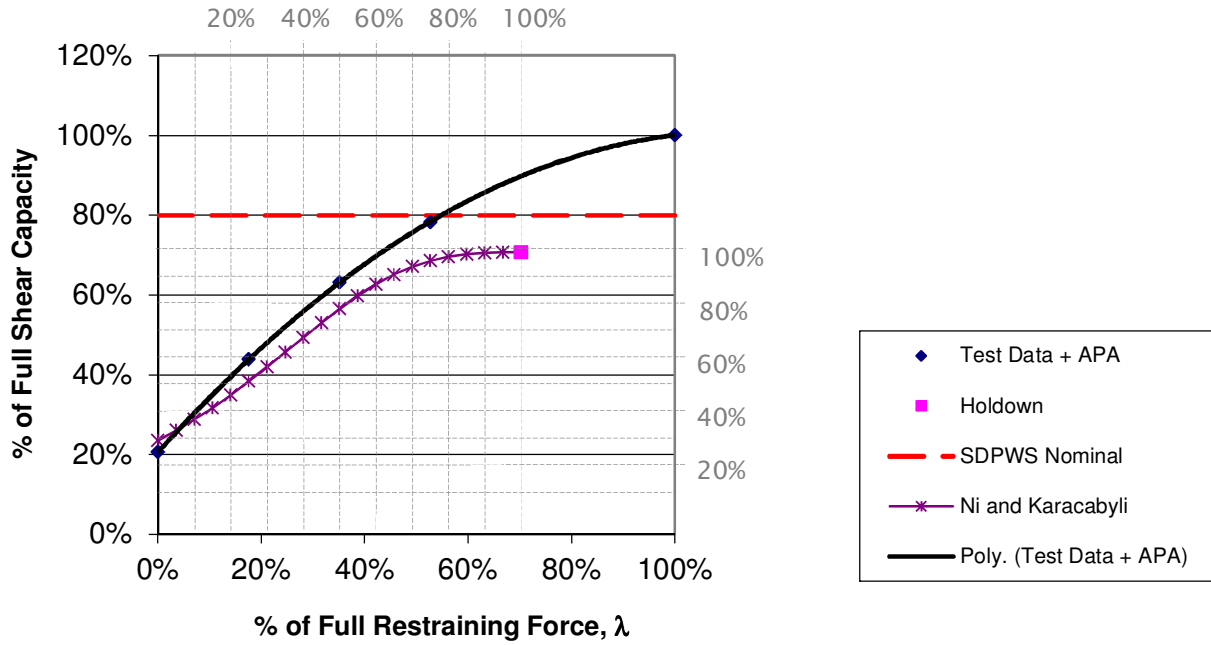 20% 40% 60% 80% 100%
120%
100%
80%
60%
40%
20%
0%
% of Full Shear Capacity
100%
80%
60%
40%
20%
0% 20% 40% 60% 80% 100%
% of Full Restraining Force, λ
Test Data + APA
Holdown
SDPWS Nominal
Ni and Karacabyli
Poly. (Test Data + APA)